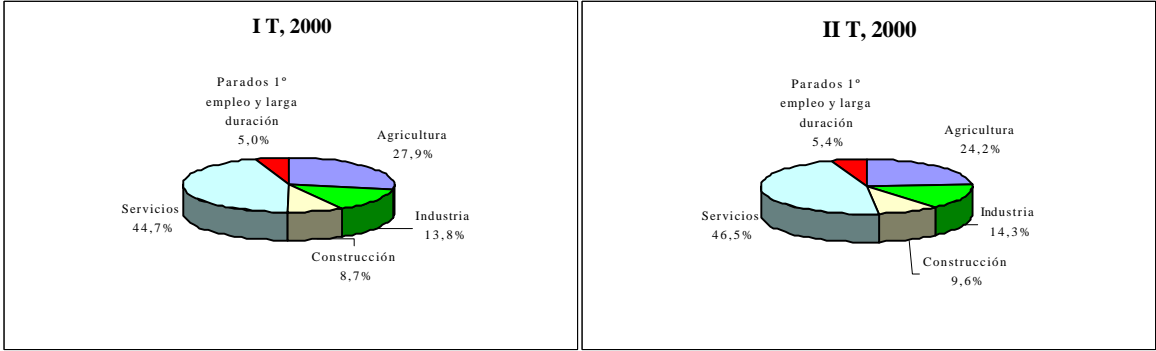 I T, 2000
Parados 1º
empleo y larga
duración
5,0%
Agricultura
27,9%
Servicios
44,7%
Industria
13,8%
Construcción
8,7%
II T, 2000
Parados 1º
empleo y larga
duración
5,4%
Agricultura
24,2%
Servicios
46,5%
Industria
14,3%
Construcción
9,6%